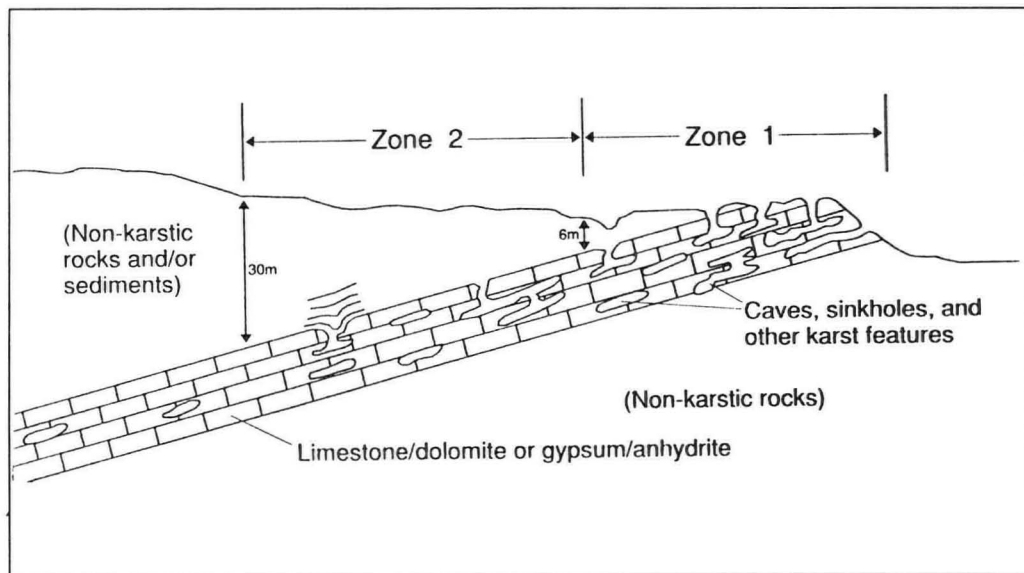 Zone 2
Zone 1
(Non-karstic
rocks and/or
sediments)
30m
6m
Caves, sinkholes, and
other karst features
(Non-karstic rocks)
Limestone/dolomite or gypsum/anhydrite